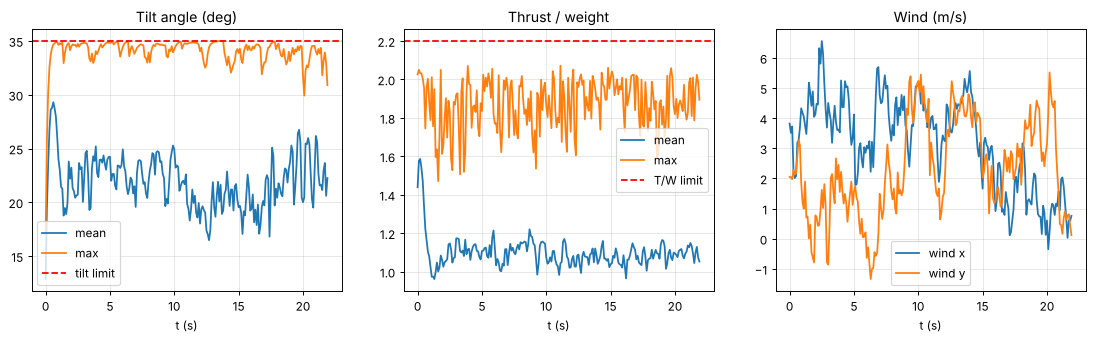 Tilt angle (deg)
35
30
25
20
15
mean
max
tilt limit
0
5
10
15
20
t (s)
Thrust / weight
2.2
2.0
1.8
1.6
1.4
1.2
1.0
mean
max
T/W limit
0
5
10
15
20
t (s)
Wind (m/s)
6
5
4
3
2
1
0
−1
wind x
wind y
0
5
10
15
20
t (s)